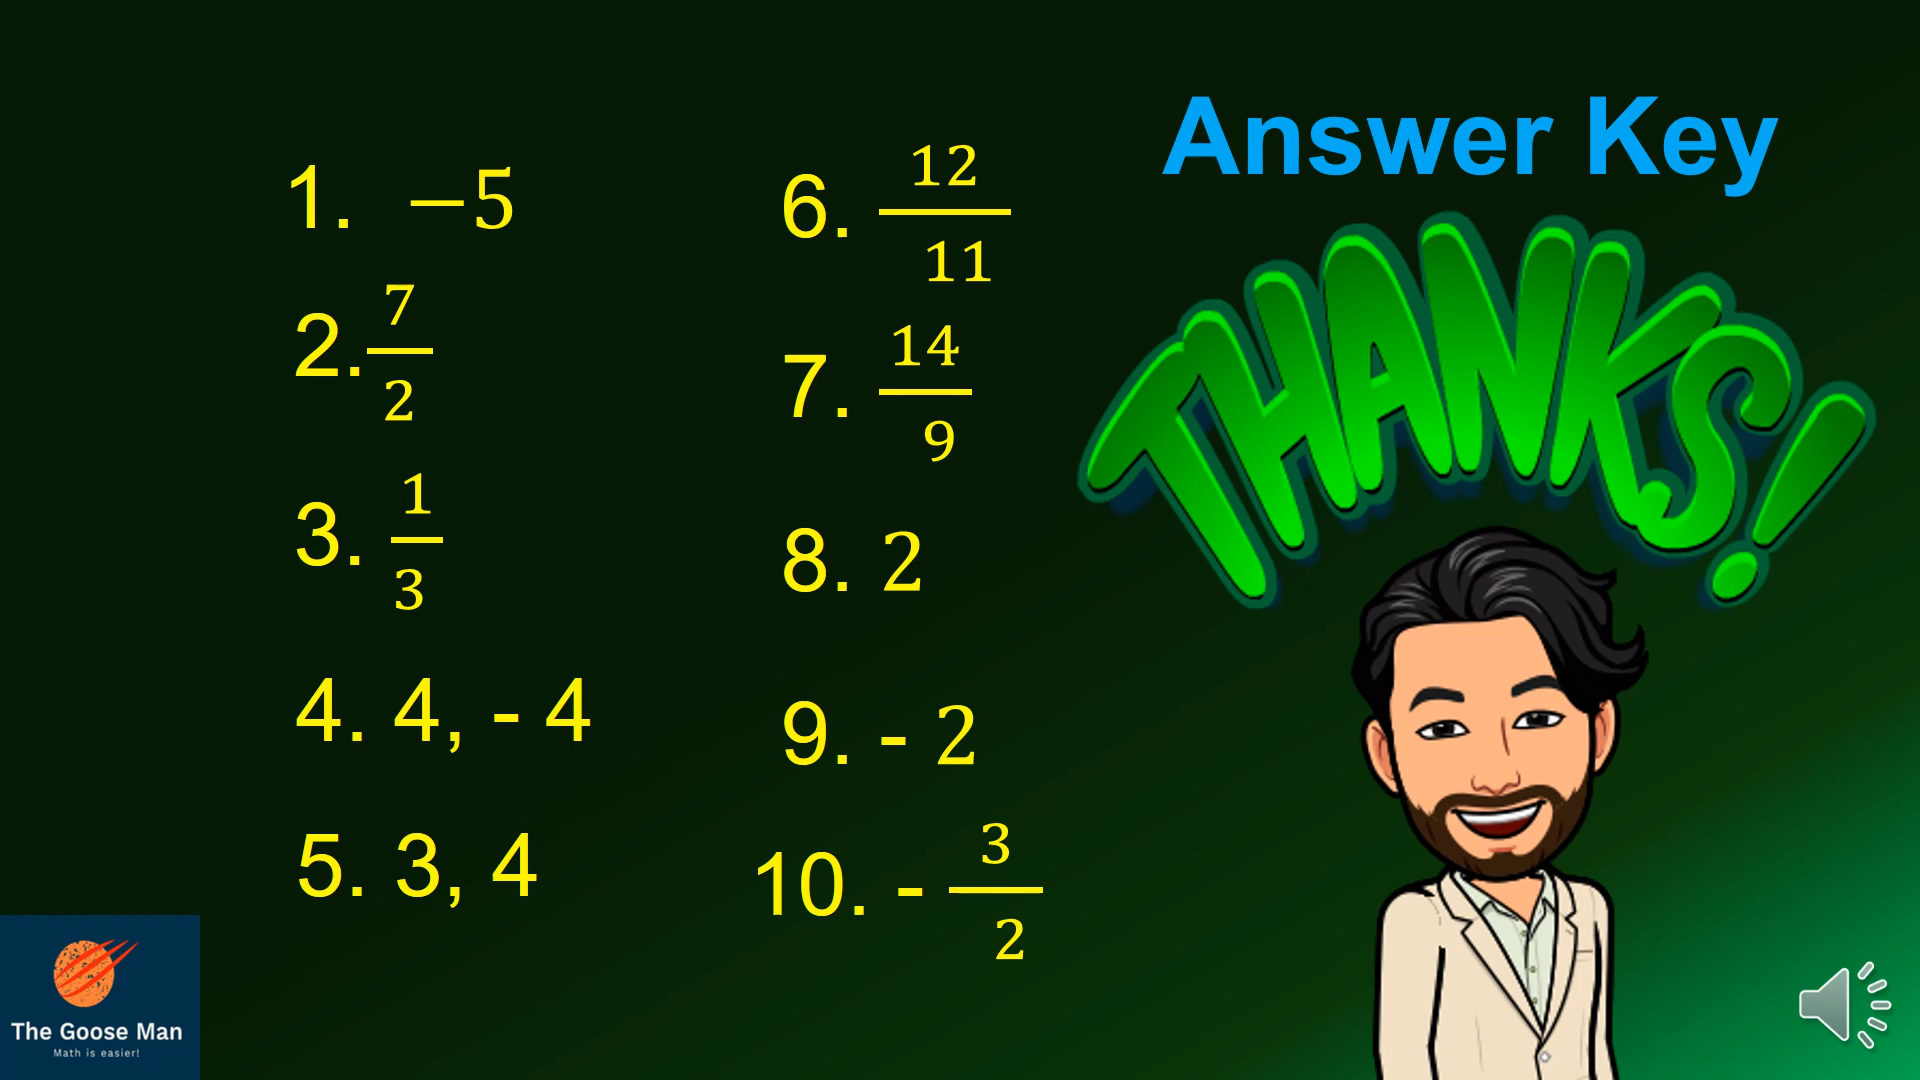 Answer Key
THANKS!
1. −5
2. 7/2
3. 1/3
4. 4, - 4
5. 3, 4
6. 12/11
7. 14/9
8. 2
9. - 2
10. - 3/2
The Goose Man
Math is easier!